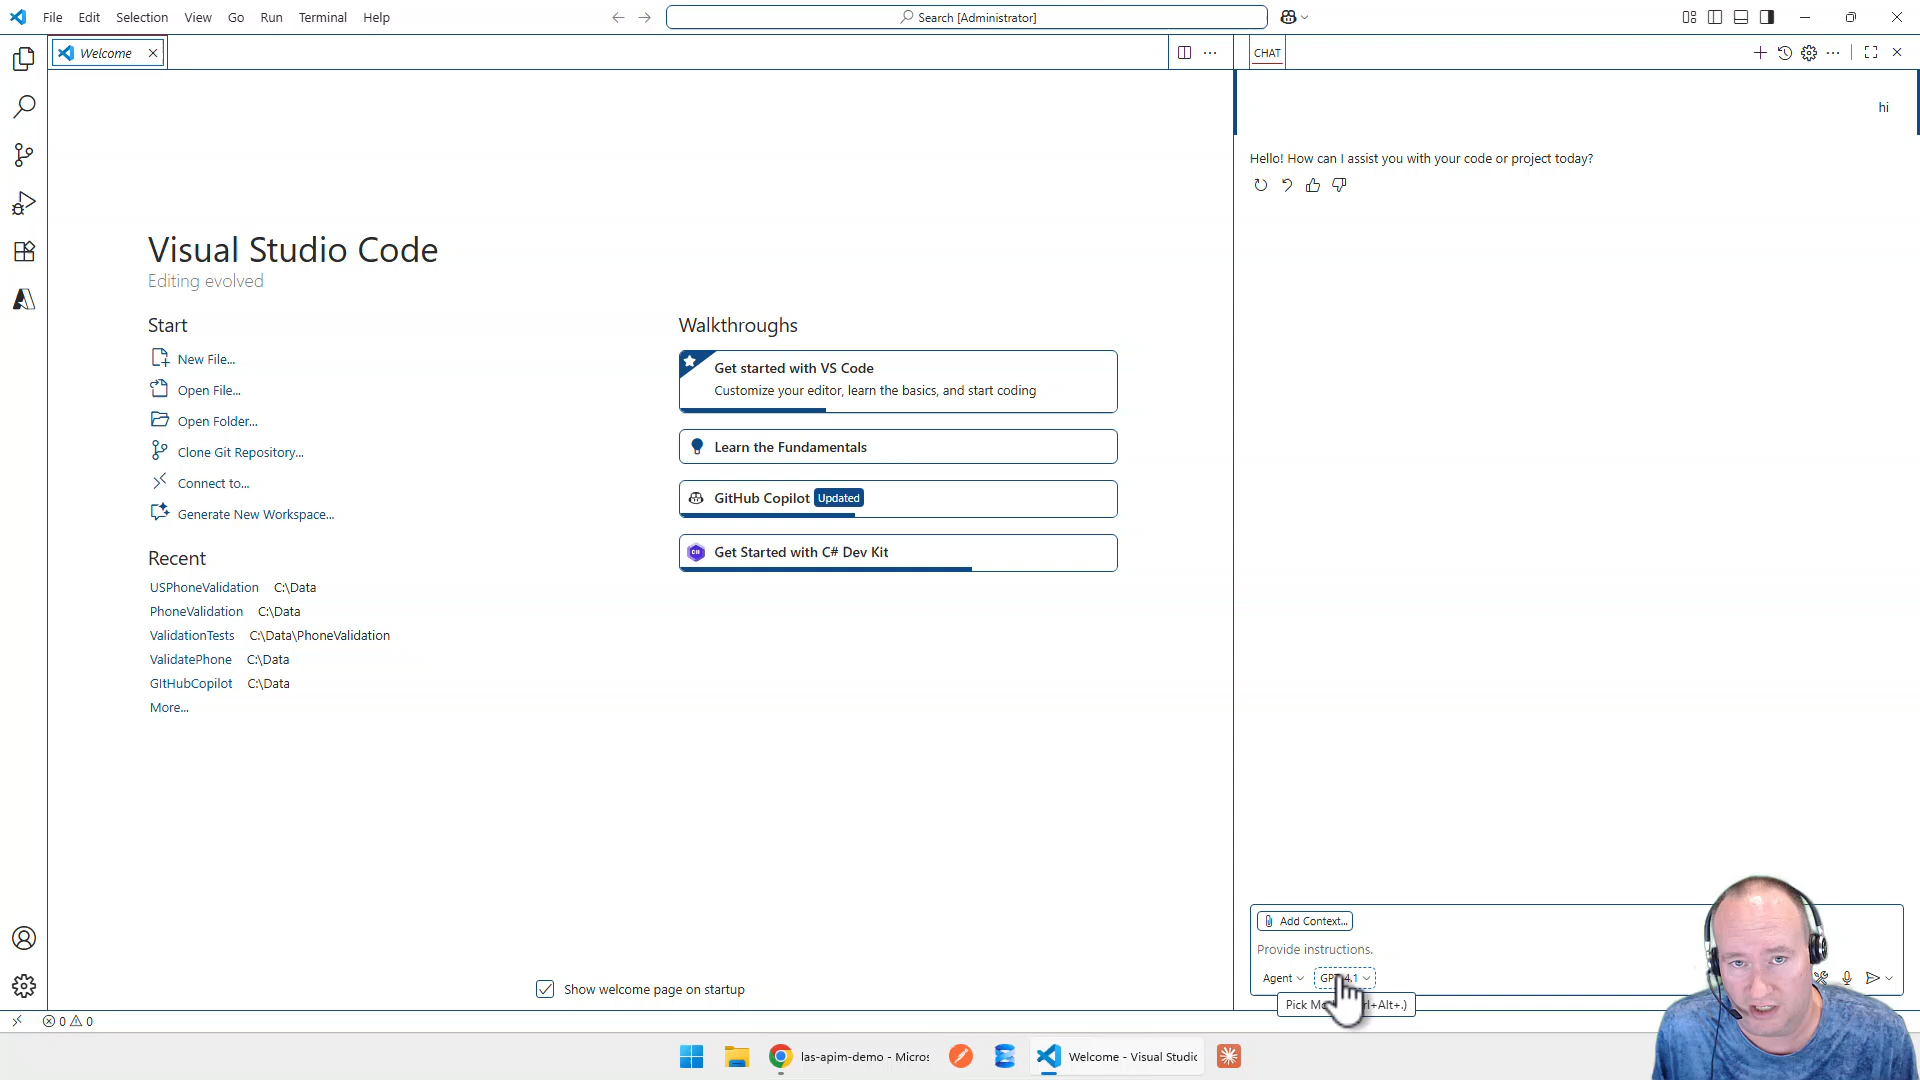 File Edit Selection View Go Run Terminal Help
Search [Administrator]
Welcome
CHAT
hi
Hello! How can I assist you with your code or project today?
Visual Studio Code
Editing evolved
Start
New File...
Open File...
Open Folder...
Clone Git Repository...
Connect to...
Generate New Workspace...
Recent
USPhoneValidation C:\Data
PhoneValidation C:\Data
ValidationTests C:\Data\PhoneValidation
ValidatePhone C:\Data
GItHubCopilot C:\Data
More...
Walkthroughs
Get started with VS Code
Customize your editor, learn the basics, and start coding
Learn the Fundamentals
GitHub Copilot Updated
Get Started with C# Dev Kit
Show welcome page on startup
Add Context...
Provide instructions.
Agent
Pick
0 0
las-apim-demo - Micros
Welcome - Visual Studic